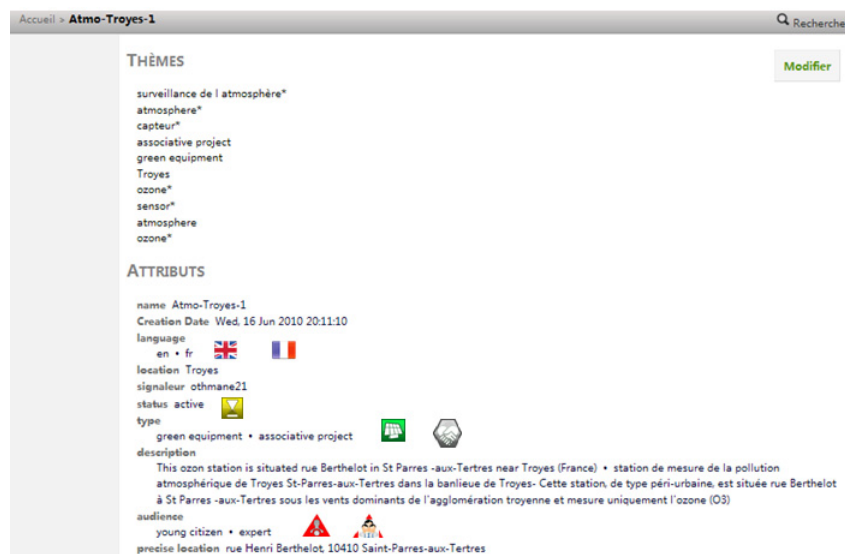 Accueil > Atmo-Troyes-1
Recherche
THÈMES
Modifier
surveillance de l atmosphère*
atmosphere*
capteur*
associative project
green equipment
Troyes
ozone*
sensor*
atmosphere
ozone*
ATTRIBUTS
name Atmo-Troyes-1
Creation Date Wed, 16 Jun 2010 20:11:10
language
en • fr
location Troyes
signaleur othmane21
status active
type
green equipment • associative project
description
This ozon station is situated rue Berthelot in St Parres -aux-Tertres near Troyes (France) • station de mesure de la pollution
atmosphérique de Troyes St-Parres-aux-Tertres dans la banlieue de Troyes- Cette station, de type péri-urbaine, est située rue Berthelot
à St Parres -aux-Tertres sous les vents dominants de l'agglomération troyenne et mesure uniquement l'ozone (O3)
audience
young citizen • expert
precise location rue Henri Berthelot, 10410 Saint-Parres-aux-Tertres